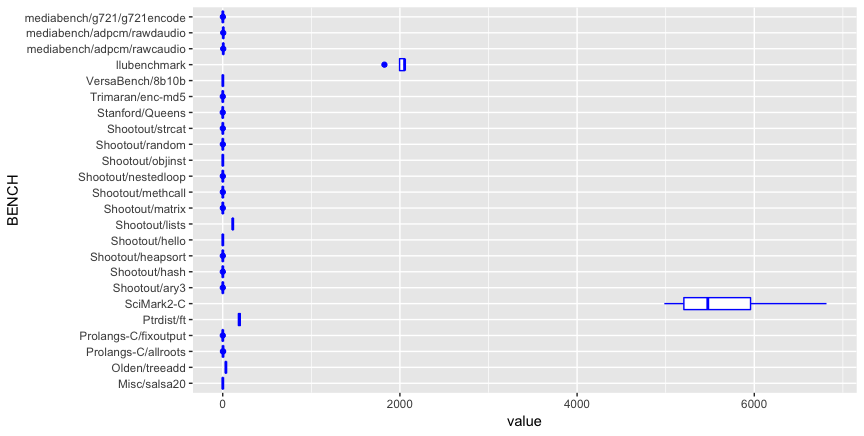 mediabench/g721/g721encode
mediabench/adpcm/rawdaudio
mediabench/adpcm/rawcaudio
llubenchmark
VersaBench/8b10b
Trimaran/enc-md5
Stanford/Queens
Shootout/strcat
Shootout/random
Shootout/objinst
Shootout/nestedloop
Shootout/methcall
Shootout/matrix
Shootout/lists
Shootout/hello
Shootout/heapsort
Shootout/hash
Shootout/ary3
SciMark2-C
Ptrdist/ft
Prolangs-C/fixoutput
Prolangs-C/allroots
Olden/treeadd
Misc/salsa20
BENCH
0 2000 4000 6000
value